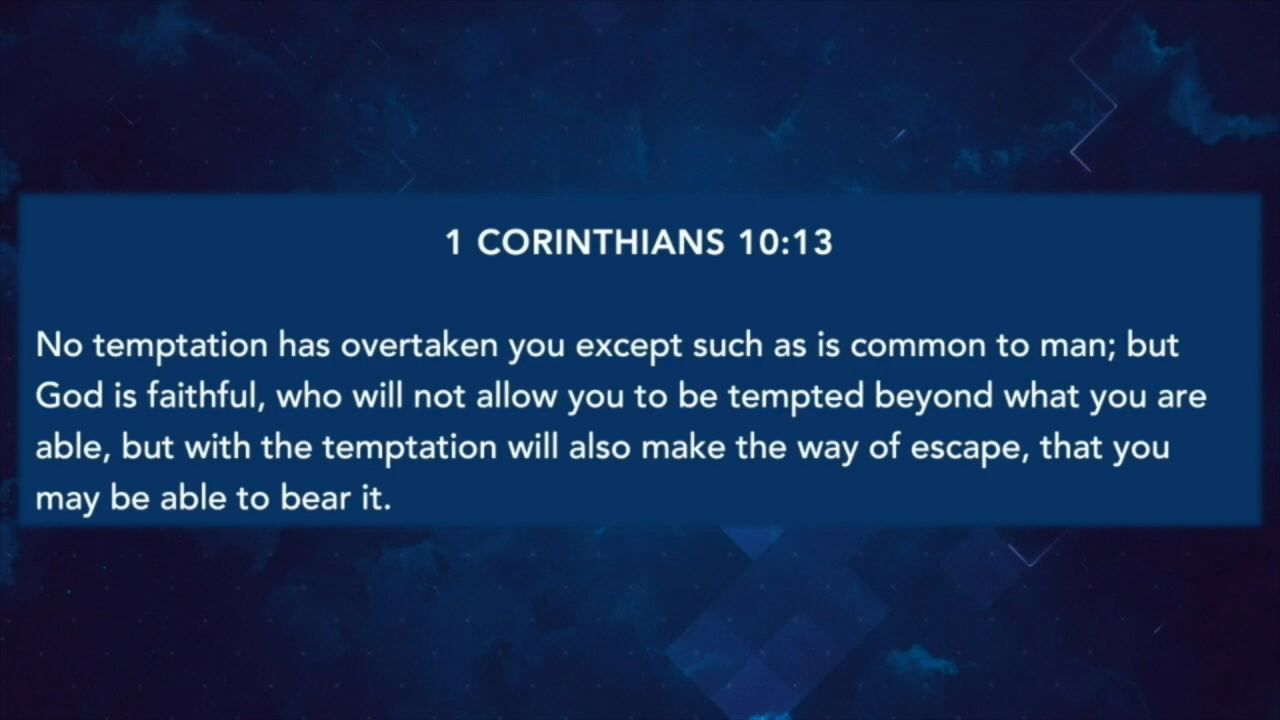 1 CORINTHIANS 10:13
No temptation has overtaken you except such as is common to man; but
God is faithful, who will not allow you to be tempted beyond what you are
able, but with the temptation will also make the way of escape, that you
may be able to bear it.